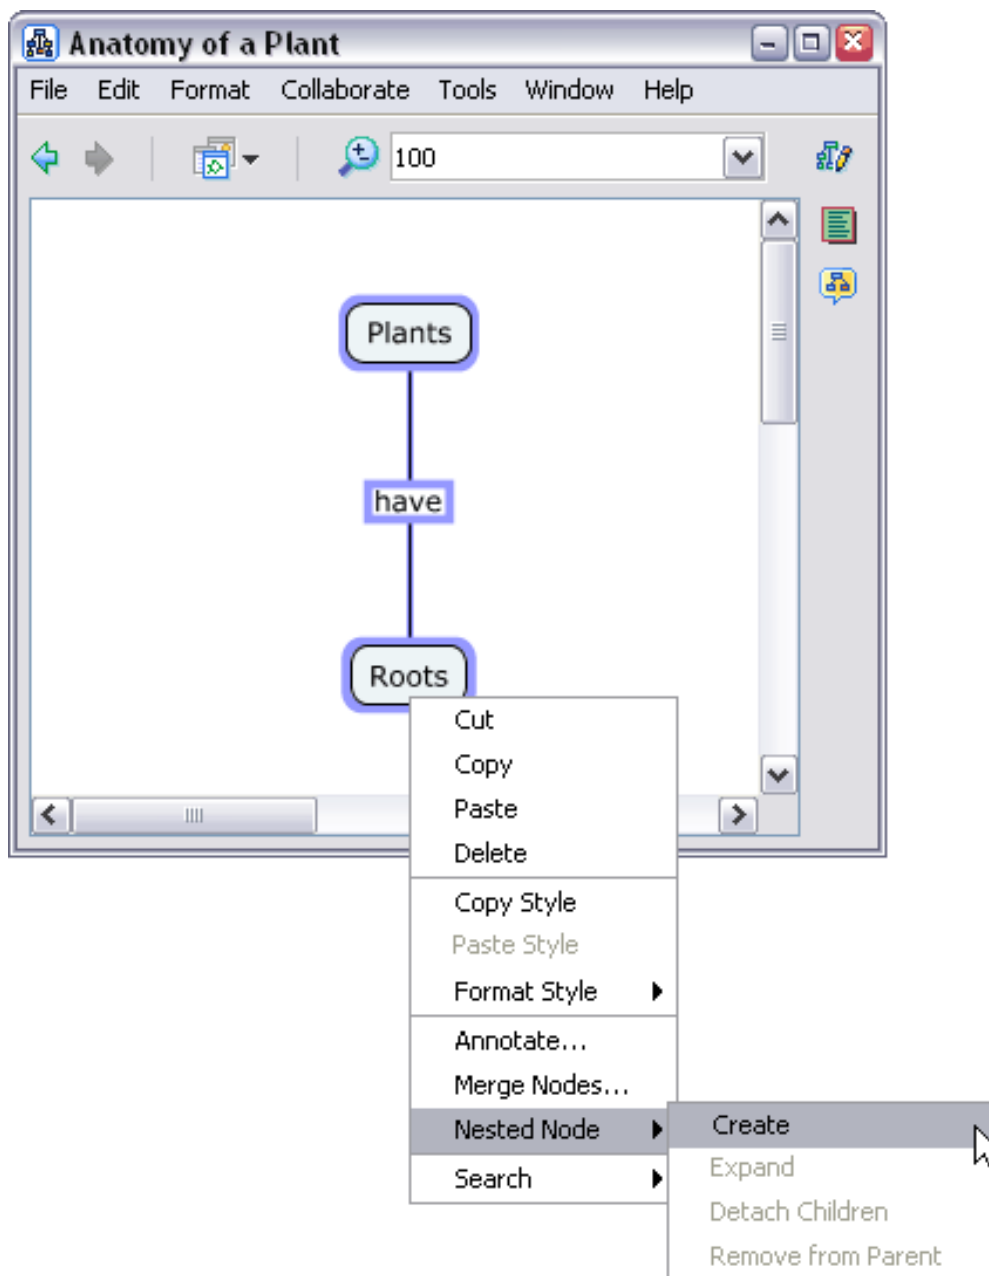 Anatomy of a Plant
File Edit Format Collaborate Tools Window Help
100
Plants
have
Roots
Cut
Copy
Paste
Delete
Copy Style
Paste Style
Format Style
Annotate...
Merge Nodes...
Nested Node
Search
Create
Expand
Detach Children
Remove from Parent